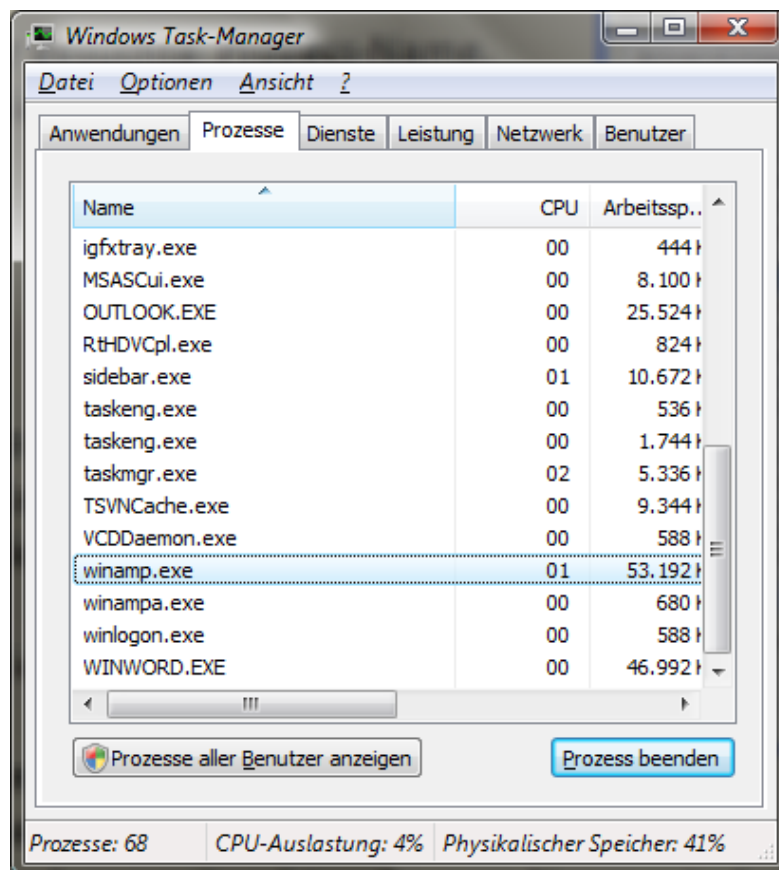 Windows Task-Manager
Datei Optionen Ansicht ?
Anwendungen Prozesse Dienste Leistung Netzwerk Benutzer
Name CPU Arbeitssp...
igfxtray.exe 00 444 K
MSASCui.exe 00 8.100 K
OUTLOOK.EXE 00 25.524 K
RtHDVCpl.exe 00 824 K
sidebar.exe 01 10.672 K
taskeng.exe 00 536 K
taskeng.exe 00 1.744 K
taskmgr.exe 02 5.336 K
TSVNCache.exe 00 9.344 K
VCDDaemon.exe 00 588 K
winamp.exe 01 53.192 K
winampa.exe 00 680 K
winlogon.exe 00 588 K
WINWORD.EXE 00 46.992 K
Prozesse aller Benutzer anzeigen Prozess beenden
Prozesse: 68 CPU-Auslastung: 4% Physikalischer Speicher: 41%